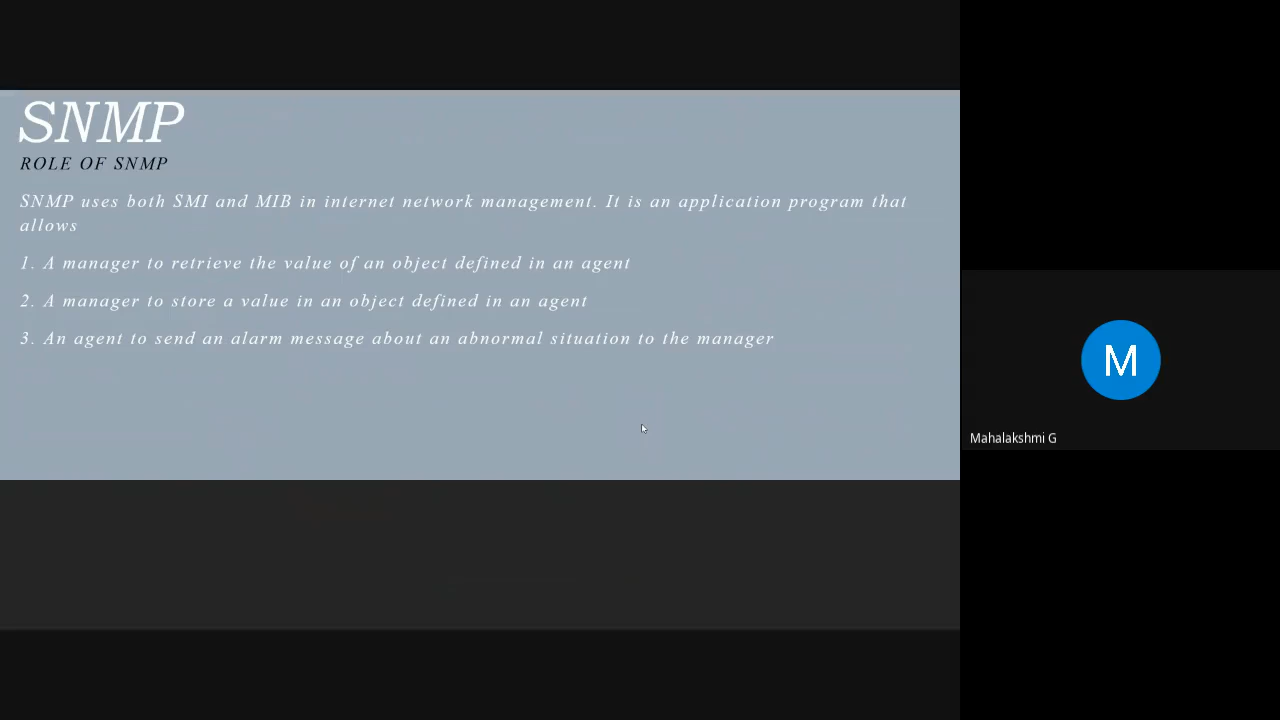 SNMP
ROLE OF SNMP
SNMP uses both SMI and MIB in internet network management. It is an application program that
allows
1. A manager to retrieve the value of an object defined in an agent
2. A manager to store a value in an object defined in an agent
3. An agent to send an alarm message about an abnormal situation to the manager
M
Mahalakshmi G